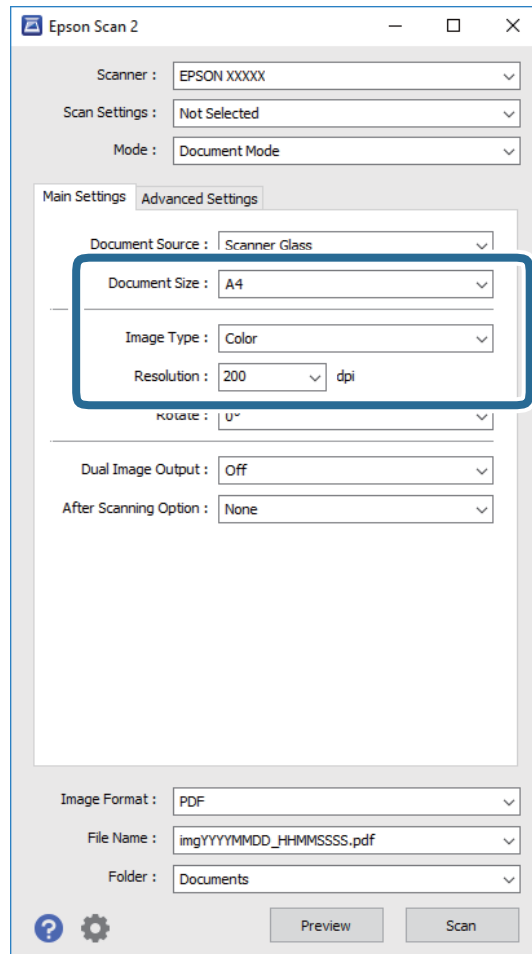 Epson Scan 2
Scanner : EPSON XXXXX
Scan Settings : Not Selected
Mode : Document Mode
Main Settings Advanced Settings
Document Source : Scanner Glass
Document Size : A4
Image Type : Color
Resolution : 200 dpi
Rotate : 0°
Dual Image Output : Off
After Scanning Option : None
Image Format : PDF
File Name : imgYYYYMMDD_HHMMSSSS.pdf
Folder : Documents
? Preview Scan